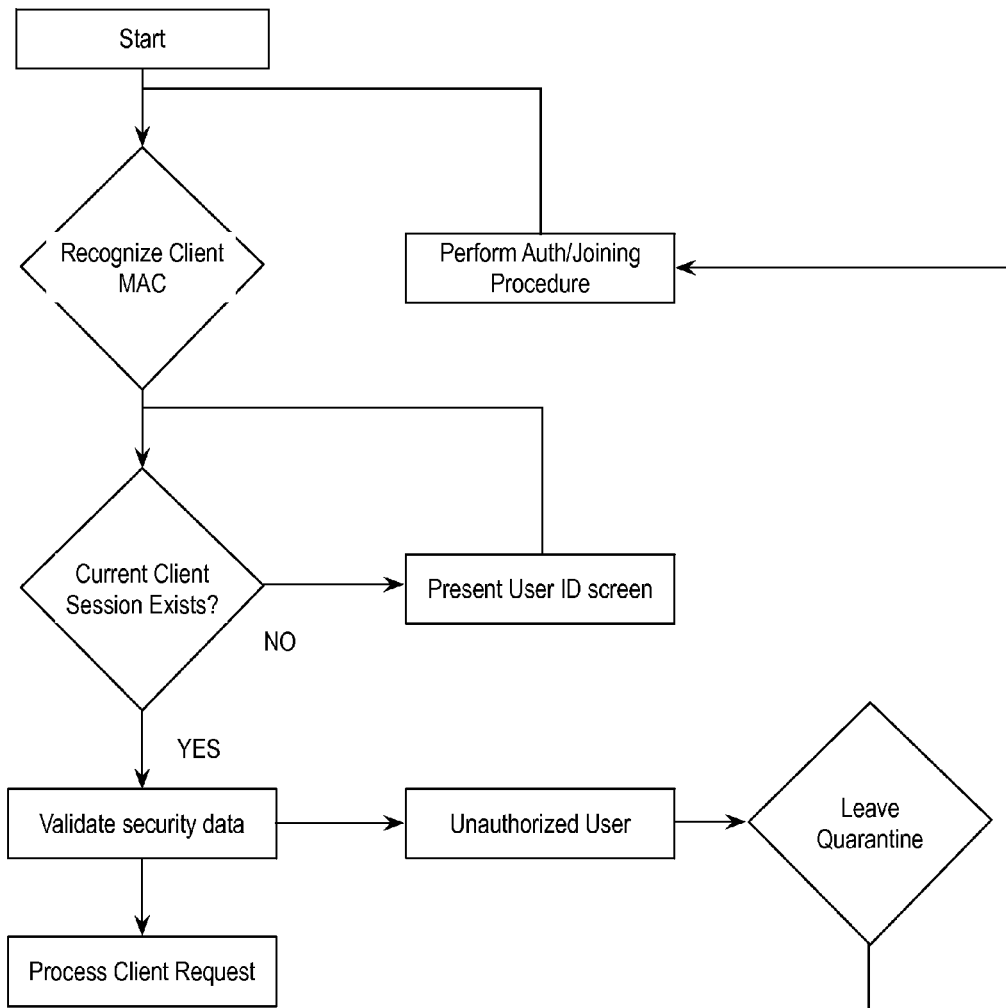 Start
Recognize Client
MAC
Perform Auth/Joining
Procedure
Current Client
Session Exists?
NO
Present User ID screen
YES
Validate security data
Unauthorized User
Leave
Quarantine
Process Client Request